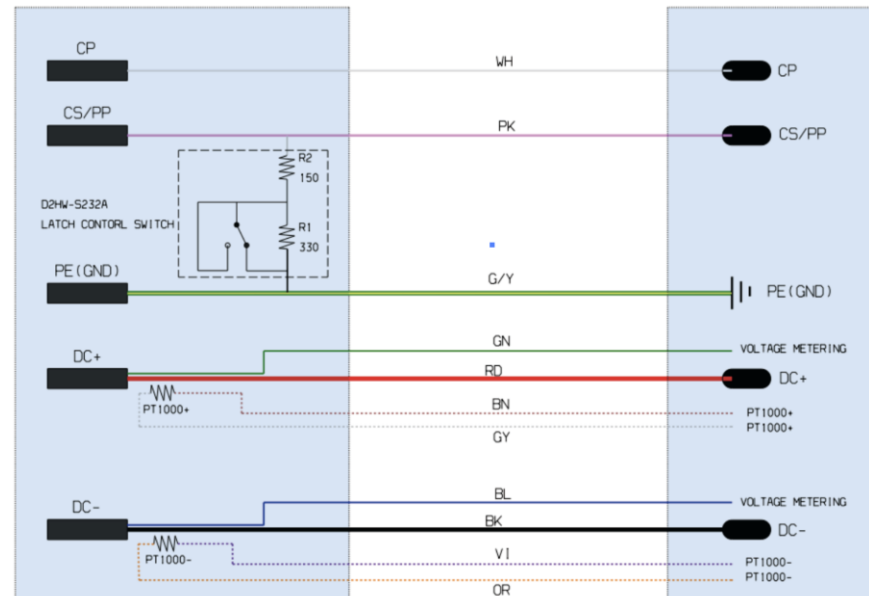 CP
WH
CP
CS/PP
PK
CS/PP
R2
150
D2HW-S232A
LATCH CONTORL SWITCH
R1
330
PE(GND)
G/Y
PE(GND)
GN
VOLTAGE METERING
DC+
RD
DC+
PT1000+
BN
PT1000+
PT1000+
GY
BL
VOLTAGE METERING
DC-
BK
DC-
PT1000-
VI
PT1000-
PT1000-
OR